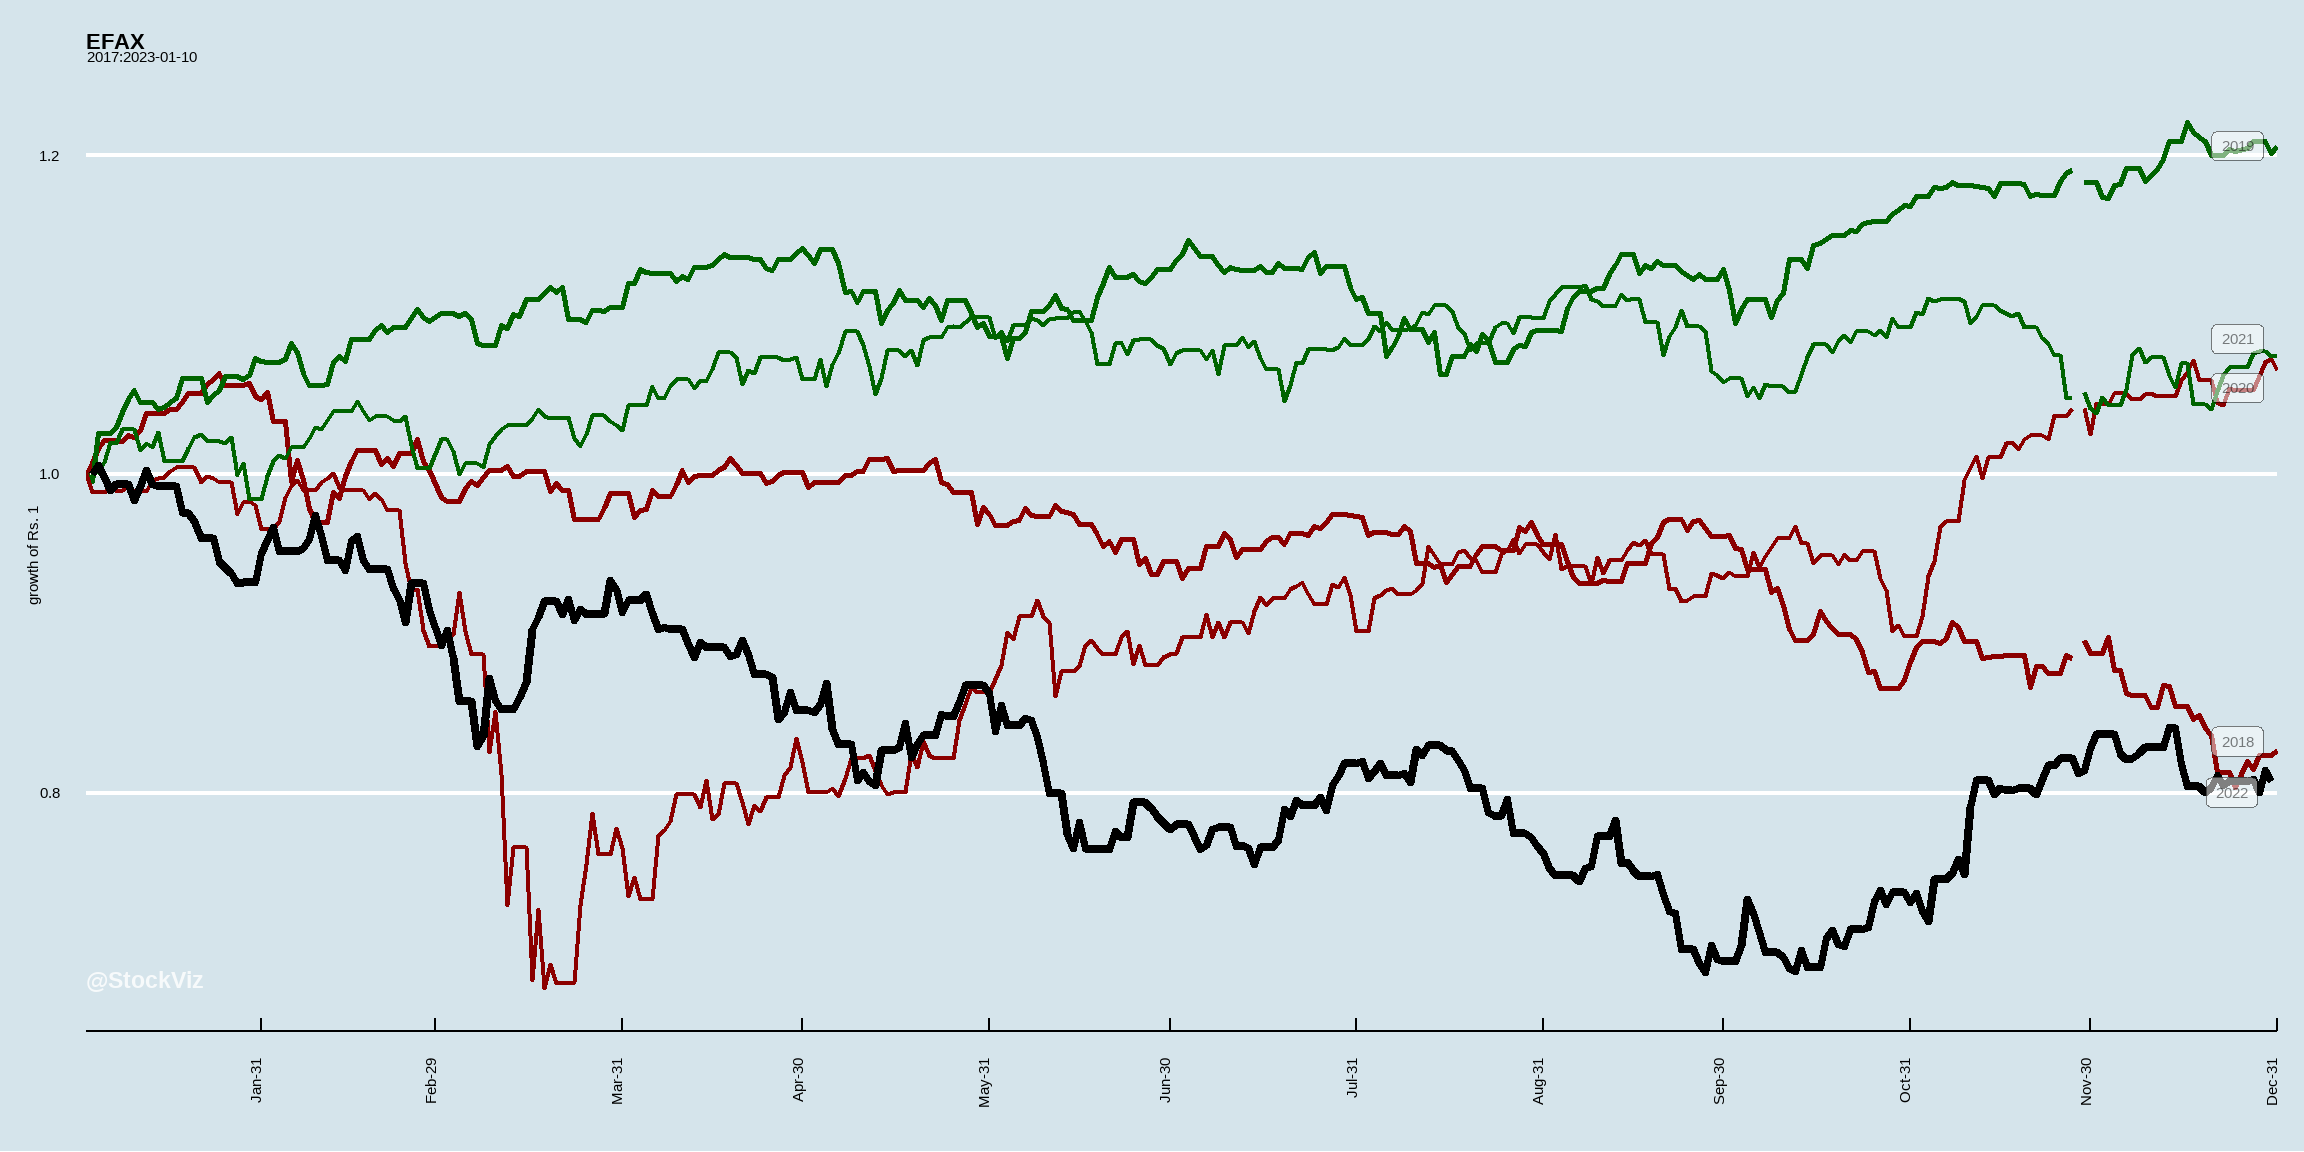 EFAX
2017:2023-01-10
1.2
1.0
0.8
growth of Rs. 1
2019
2021
2020
2018
2022
@StockViz
Jan-31
Feb-29
Mar-31
Apr-30
May-31
Jun-30
Jul-31
Aug-31
Sep-30
Oct-31
Nov-30
Dec-31